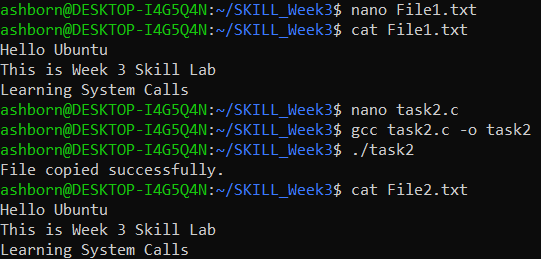 ashborn@DESKTOP-I4G5Q4N:~/SKILL_Week3$ nano File1.txt
ashborn@DESKTOP-I4G5Q4N:~/SKILL_Week3$ cat File1.txt
Hello Ubuntu
This is Week 3 Skill Lab
Learning System Calls
ashborn@DESKTOP-I4G5Q4N:~/SKILL_Week3$ nano task2.c
ashborn@DESKTOP-I4G5Q4N:~/SKILL_Week3$ gcc task2.c -o task2
ashborn@DESKTOP-I4G5Q4N:~/SKILL_Week3$ ./task2
File copied successfully.
ashborn@DESKTOP-I4G5Q4N:~/SKILL_Week3$ cat File2.txt
Hello Ubuntu
This is Week 3 Skill Lab
Learning System Calls